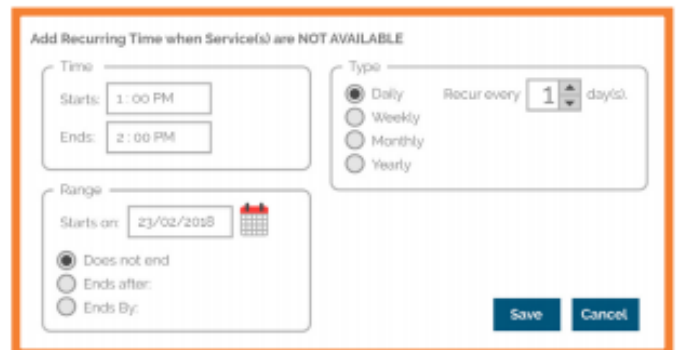 Add Recurring Time when Service(s) are NOT AVAILABLE
Time
Starts: 1:00 PM
Ends: 2:00 PM
Type
Daily Recur every 1 day(s).
Weekly
Monthly
Yearly
Range
Starts on: 23/02/2018
Does not end
Ends after:
Ends By:
Save Cancel